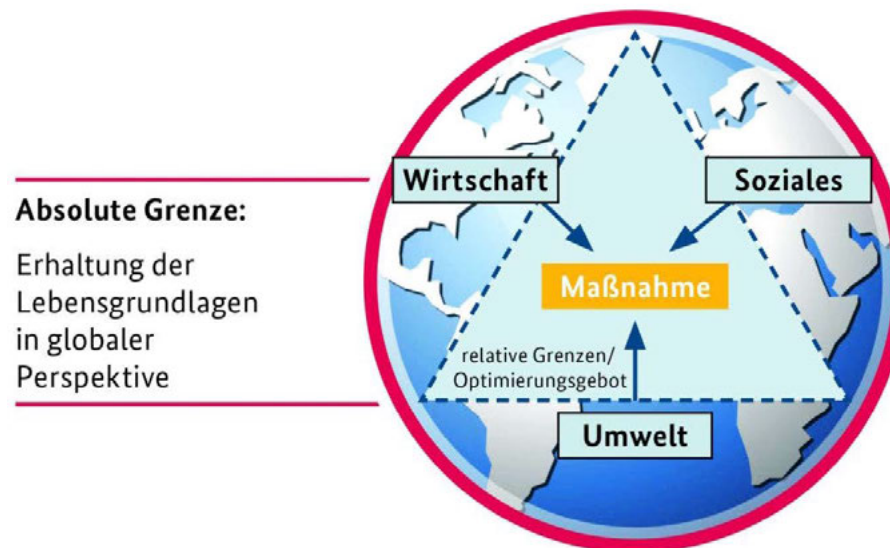 Absolute Grenze:
Erhaltung der
Lebensgrundlagen
in globaler
Perspektive
Wirtschaft
Soziales
Maßnahme
relative Grenzen/
Optimierungsgebot
Umwelt